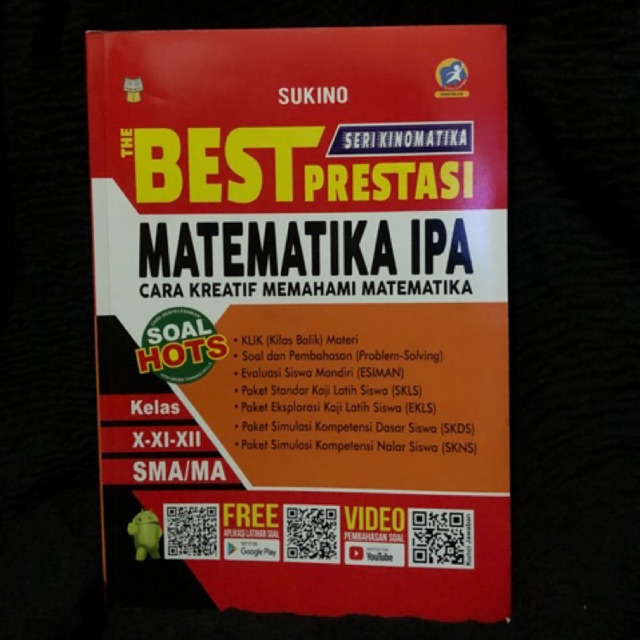 SUKINO
SERI KINOMATIKA
THE BEST PRESTASI
MATEMATIKA IPA
CARA KREATIF MEMAHAMI MATEMATIKA
SOAL
HOTS
• KLIK (Kilas Balik) Materi
• Soal dan Pembahasan (Problem-Solving)
• Evaluasi Siswa Mandiri (ESIMAN)
• Paket Standar Kaji Latih Siswa (SKLS)
• Paket Eksplorasi Kaji Latih Siswa (EKLS)
• Paket Simulasi Kompetensi Dasar Siswa (SKDS)
• Paket Simulasi Kompetensi Nalar Siswa (SKNS)
Kelas
X-XI-XII
SMA/MA
FREE
APLIKASI LATIHAN SOAL
Google Play
VIDEO
PEMBAHASAN SOAL
YouTube
Kunci Jawaban